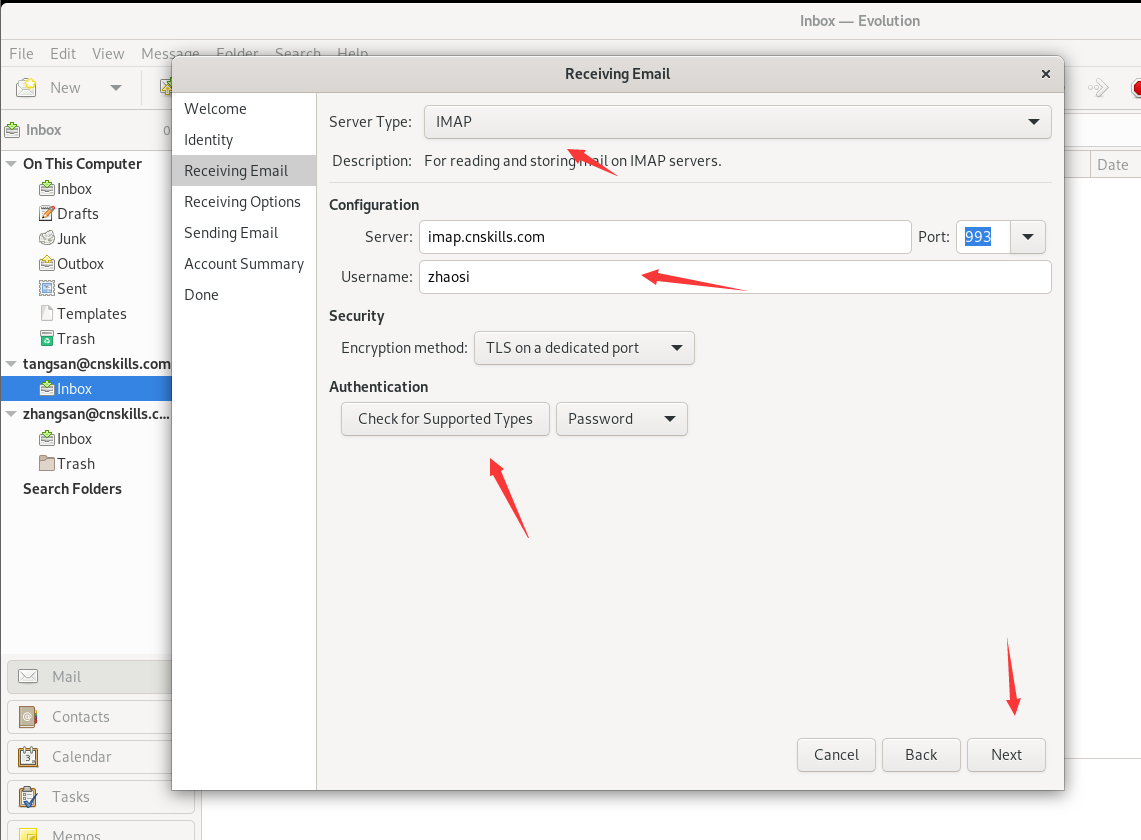 Inbox — Evolution
File Edit View Message Folder Search Help
New
Inbox 0
On This Computer
Inbox
Drafts
Junk
Outbox
Sent
Templates
Trash
tangsan@cnskills.com
Inbox
zhangsan@cnskills.c...
Inbox
Trash
Search Folders
Mail
Contacts
Calendar
Tasks
Memos
Date
Receiving Email
Welcome
Identity
Receiving Email
Receiving Options
Sending Email
Account Summary
Done
Server Type: IMAP
Description: For reading and storing mail on IMAP servers.
Configuration
Server: imap.cnskills.com Port: 993
Username: zhaosi
Security
Encryption method: TLS on a dedicated port
Authentication
Check for Supported Types Password
Cancel Back Next